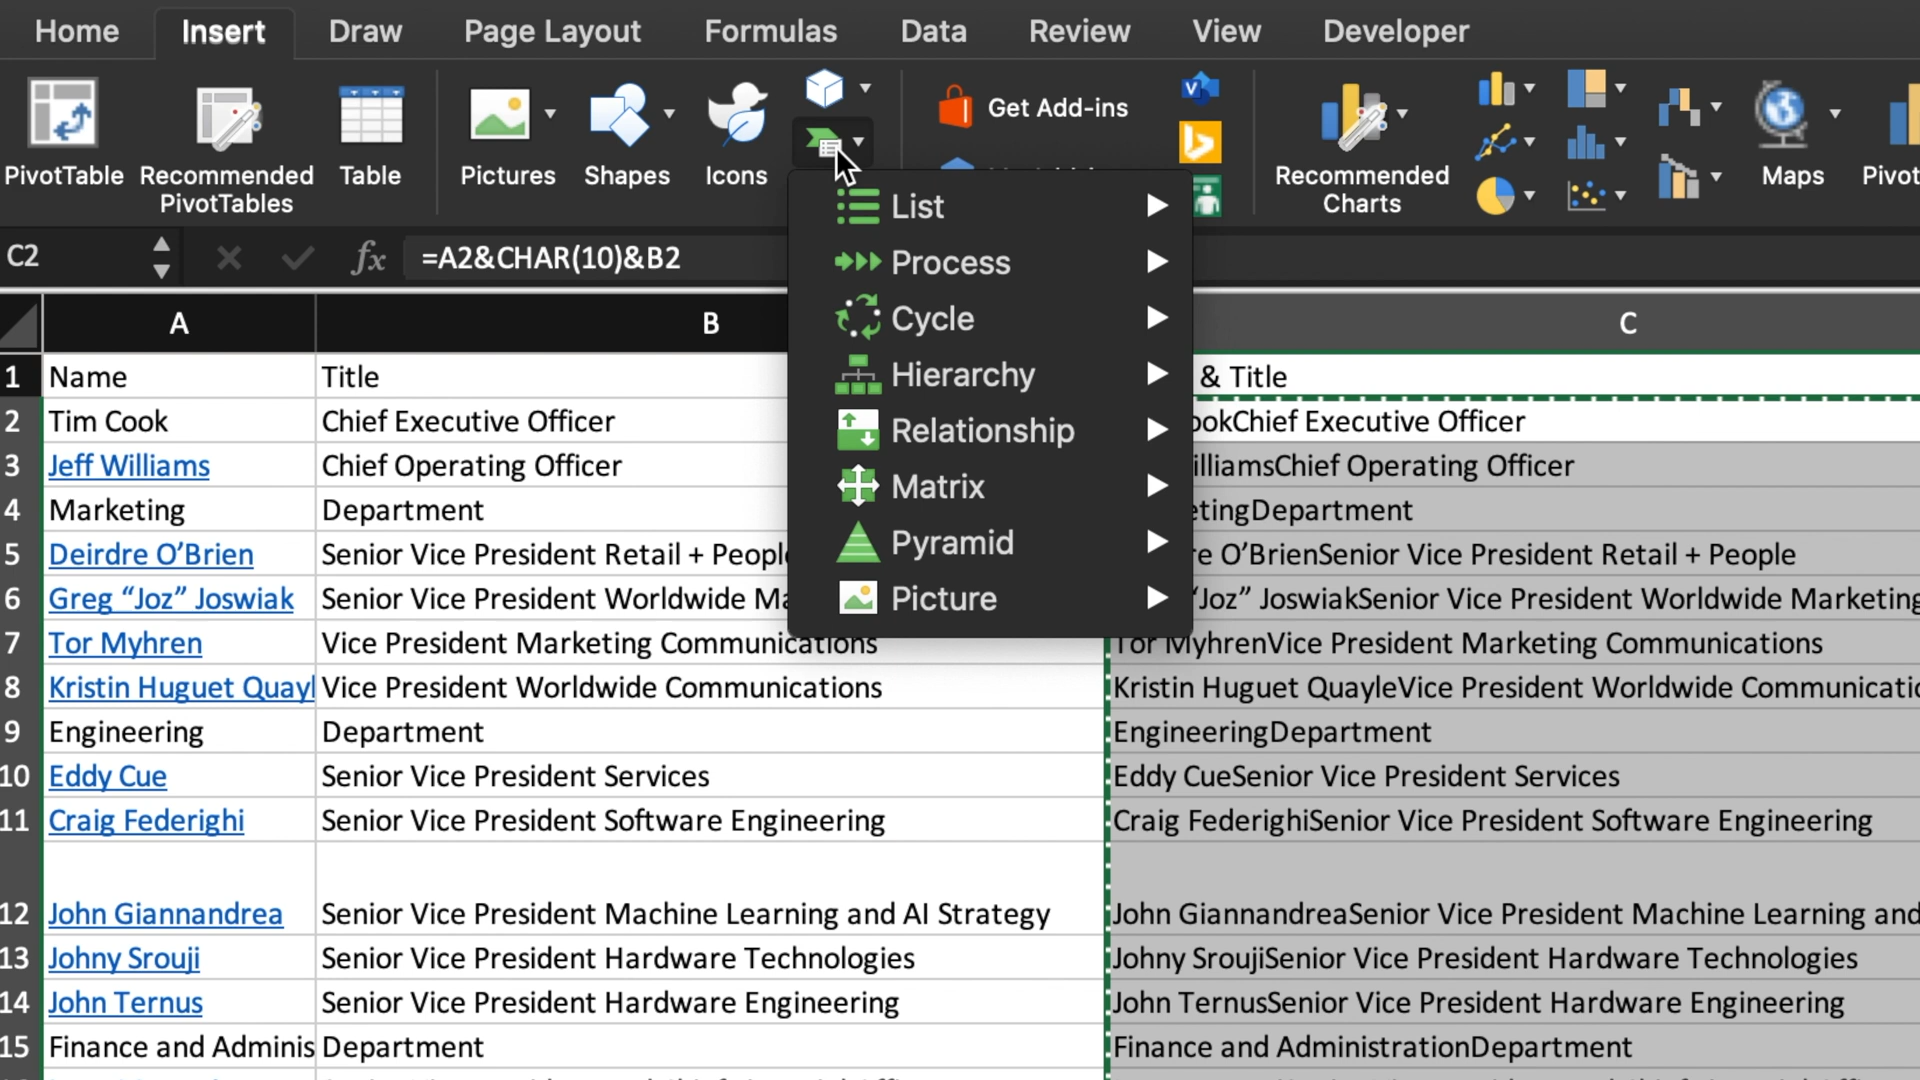 Home Insert Draw Page Layout Formulas Data Review View Developer
PivotTable
Recommended
PivotTables
Table
Pictures
Shapes
Icons
Get Add-ins
Recommended
Charts
Maps
Pivot
C2
fx
=A2&CHAR(10)&B2
List
Process
Cycle
Hierarchy
Relationship
Matrix
Pyramid
Picture
A B C
1 Name Title & Title
2 Tim Cook Chief Executive Officer ookChief Executive Officer
3 Jeff Williams Chief Operating Officer illiamsChief Operating Officer
4 Marketing Department etingDepartment
5 Deirdre O’Brien Senior Vice President Retail + People re O’BrienSenior Vice President Retail + People
6 Greg “Joz” Joswiak Senior Vice President Worldwide Ma “Joz” JoswiakSenior Vice President Worldwide Marketing
7 Tor Myhren Vice President Marketing Communications Tor MyhrenVice President Marketing Communications
8 Kristin Huguet Quayl Vice President Worldwide Communications Kristin Huguet QuayleVice President Worldwide Communicatio
9 Engineering Department EngineeringDepartment
10 Eddy Cue Senior Vice President Services Eddy CueSenior Vice President Services
11 Craig Federighi Senior Vice President Software Engineering Craig FederighiSenior Vice President Software Engineering
12 John Giannandrea Senior Vice President Machine Learning and AI Strategy John GiannandreaSenior Vice President Machine Learning and
13 Johny Srouji Senior Vice President Hardware Technologies Johny SroujiSenior Vice President Hardware Technologies
14 John Ternus Senior Vice President Hardware Engineering John TernusSenior Vice President Hardware Engineering
15 Finance and Adminis Department Finance and AdministrationDepartment